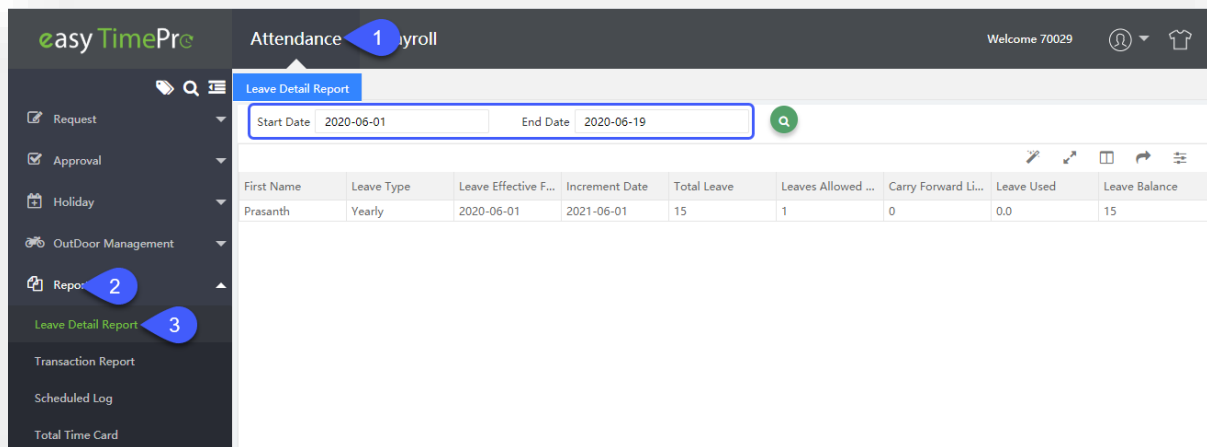 easy TimePro
Attendance 1 yroll
Welcome 70029
Leave Detail Report
Start Date 2020-06-01 End Date 2020-06-19
Request
Approval
Holiday
OutDoor Management
Repo 2
Leave Detail Report 3
Transaction Report
Scheduled Log
Total Time Card
First Name Leave Type Leave Effective F... Increment Date Total Leave Leaves Allowed ... Carry Forward Li... Leave Used Leave Balance
Prasanth Yearly 2020-06-01 2021-06-01 15 1 0 0.0 15